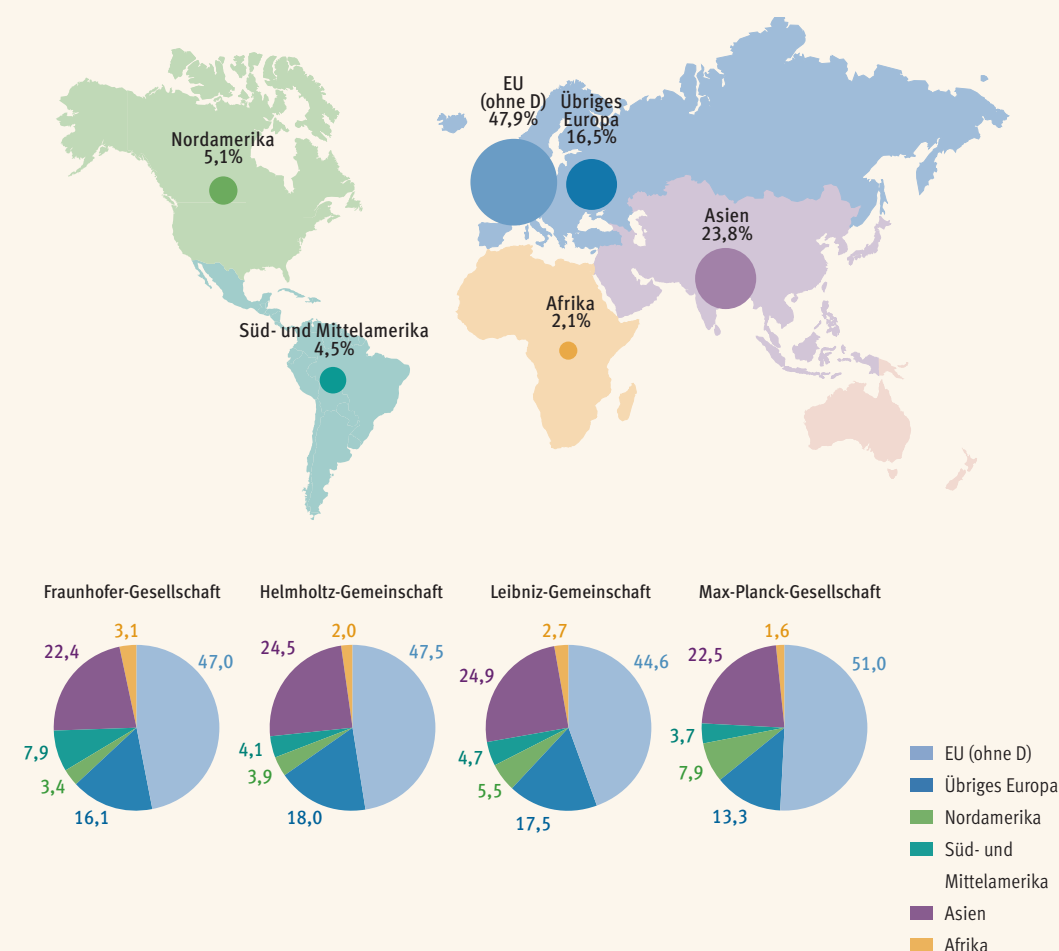 EU
(ohne D)
47,9%
Übriges
Europa
16,5%
Nordamerika
5,1%
Asien
23,8%
Afrika
2,1%
Süd- und Mittelamerika
4,5%
Fraunhofer-Gesellschaft
3,1
22,4
47,0
7,9
3,4
16,1
Helmholtz-Gemeinschaft
2,0
24,5
47,5
4,1
3,9
18,0
Leibniz-Gemeinschaft
2,7
24,9
44,6
4,7
5,5
17,5
Max-Planck-Gesellschaft
1,6
22,5
51,0
3,7
7,9
13,3
EU (ohne D)
Übriges Europa
Nordamerika
Süd- und
Mittelamerika
Asien
Afrika